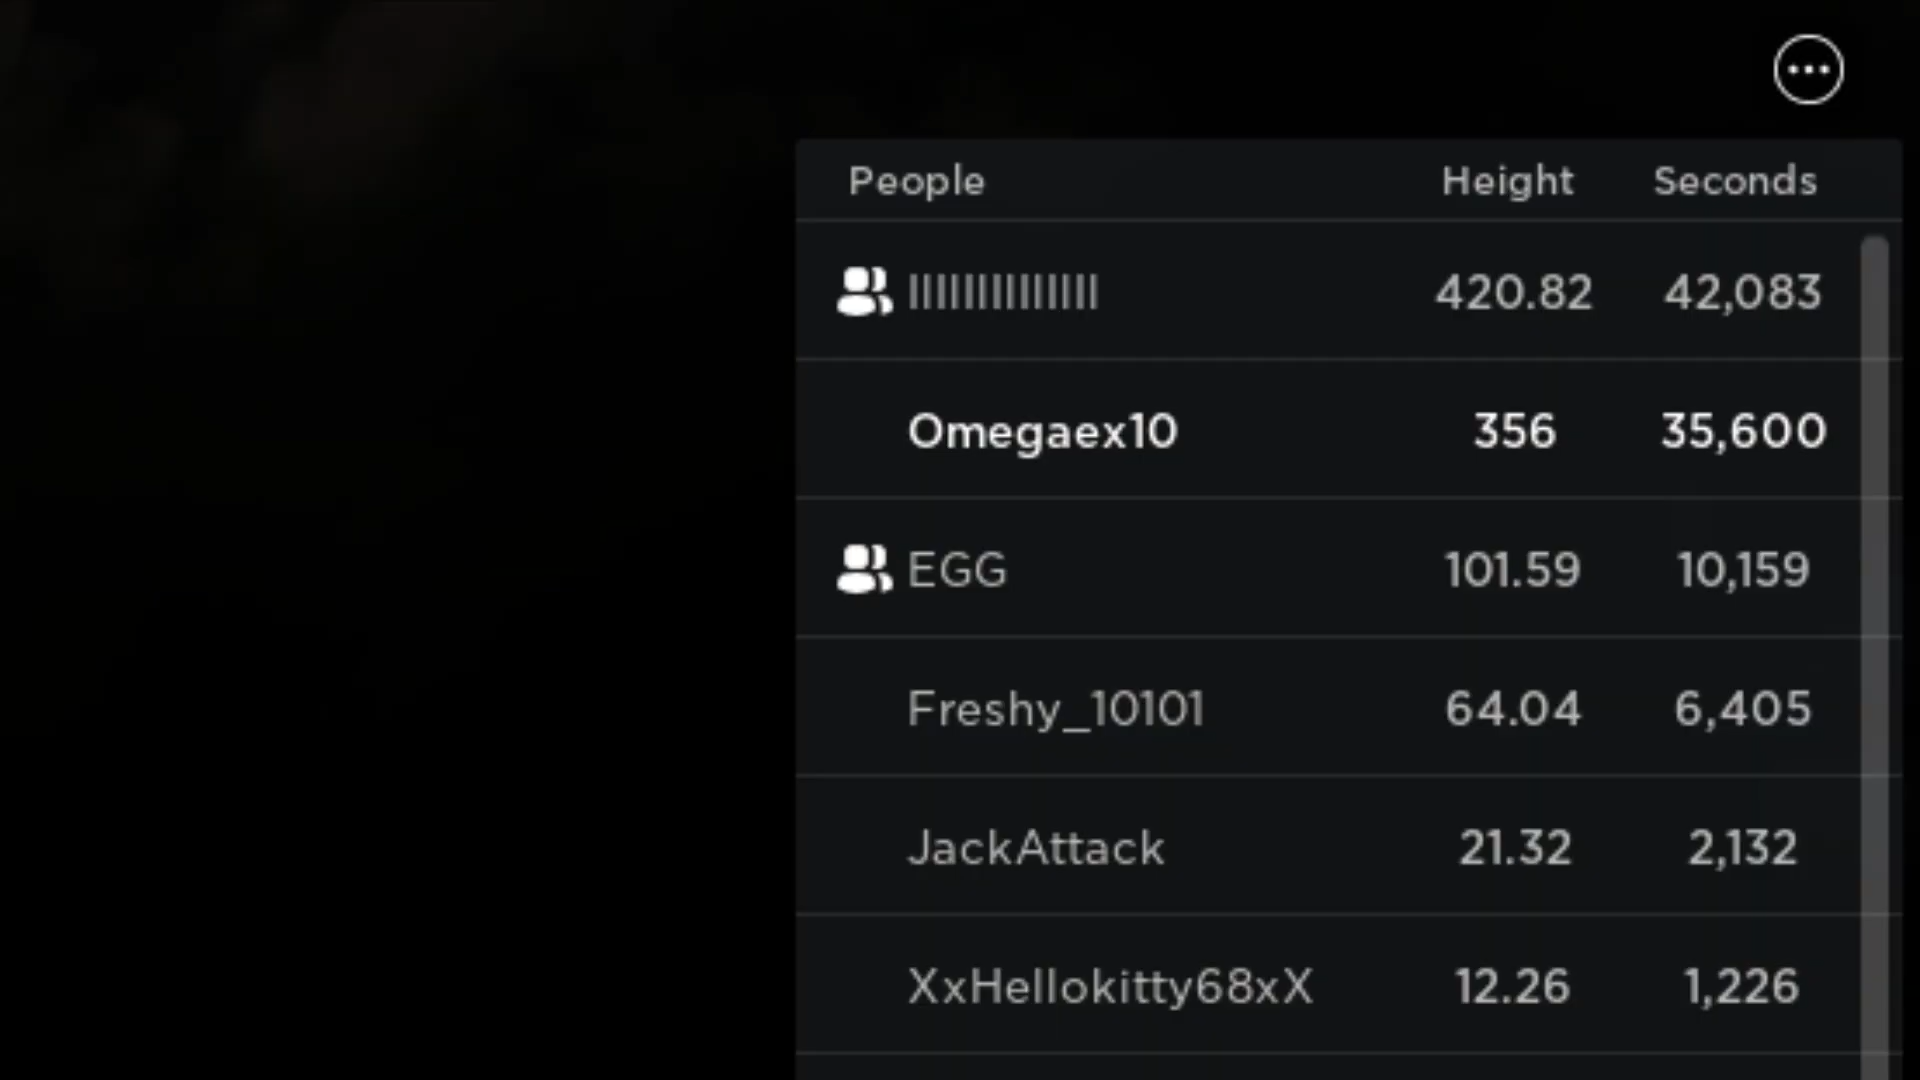 People Height Seconds
llllllllllllll 420.82 42,083
Omegaex10 356 35,600
EGG 101.59 10,159
Freshy_10101 64.04 6,405
JackAttack 21.32 2,132
XxHellokitty68xX 12.26 1,226